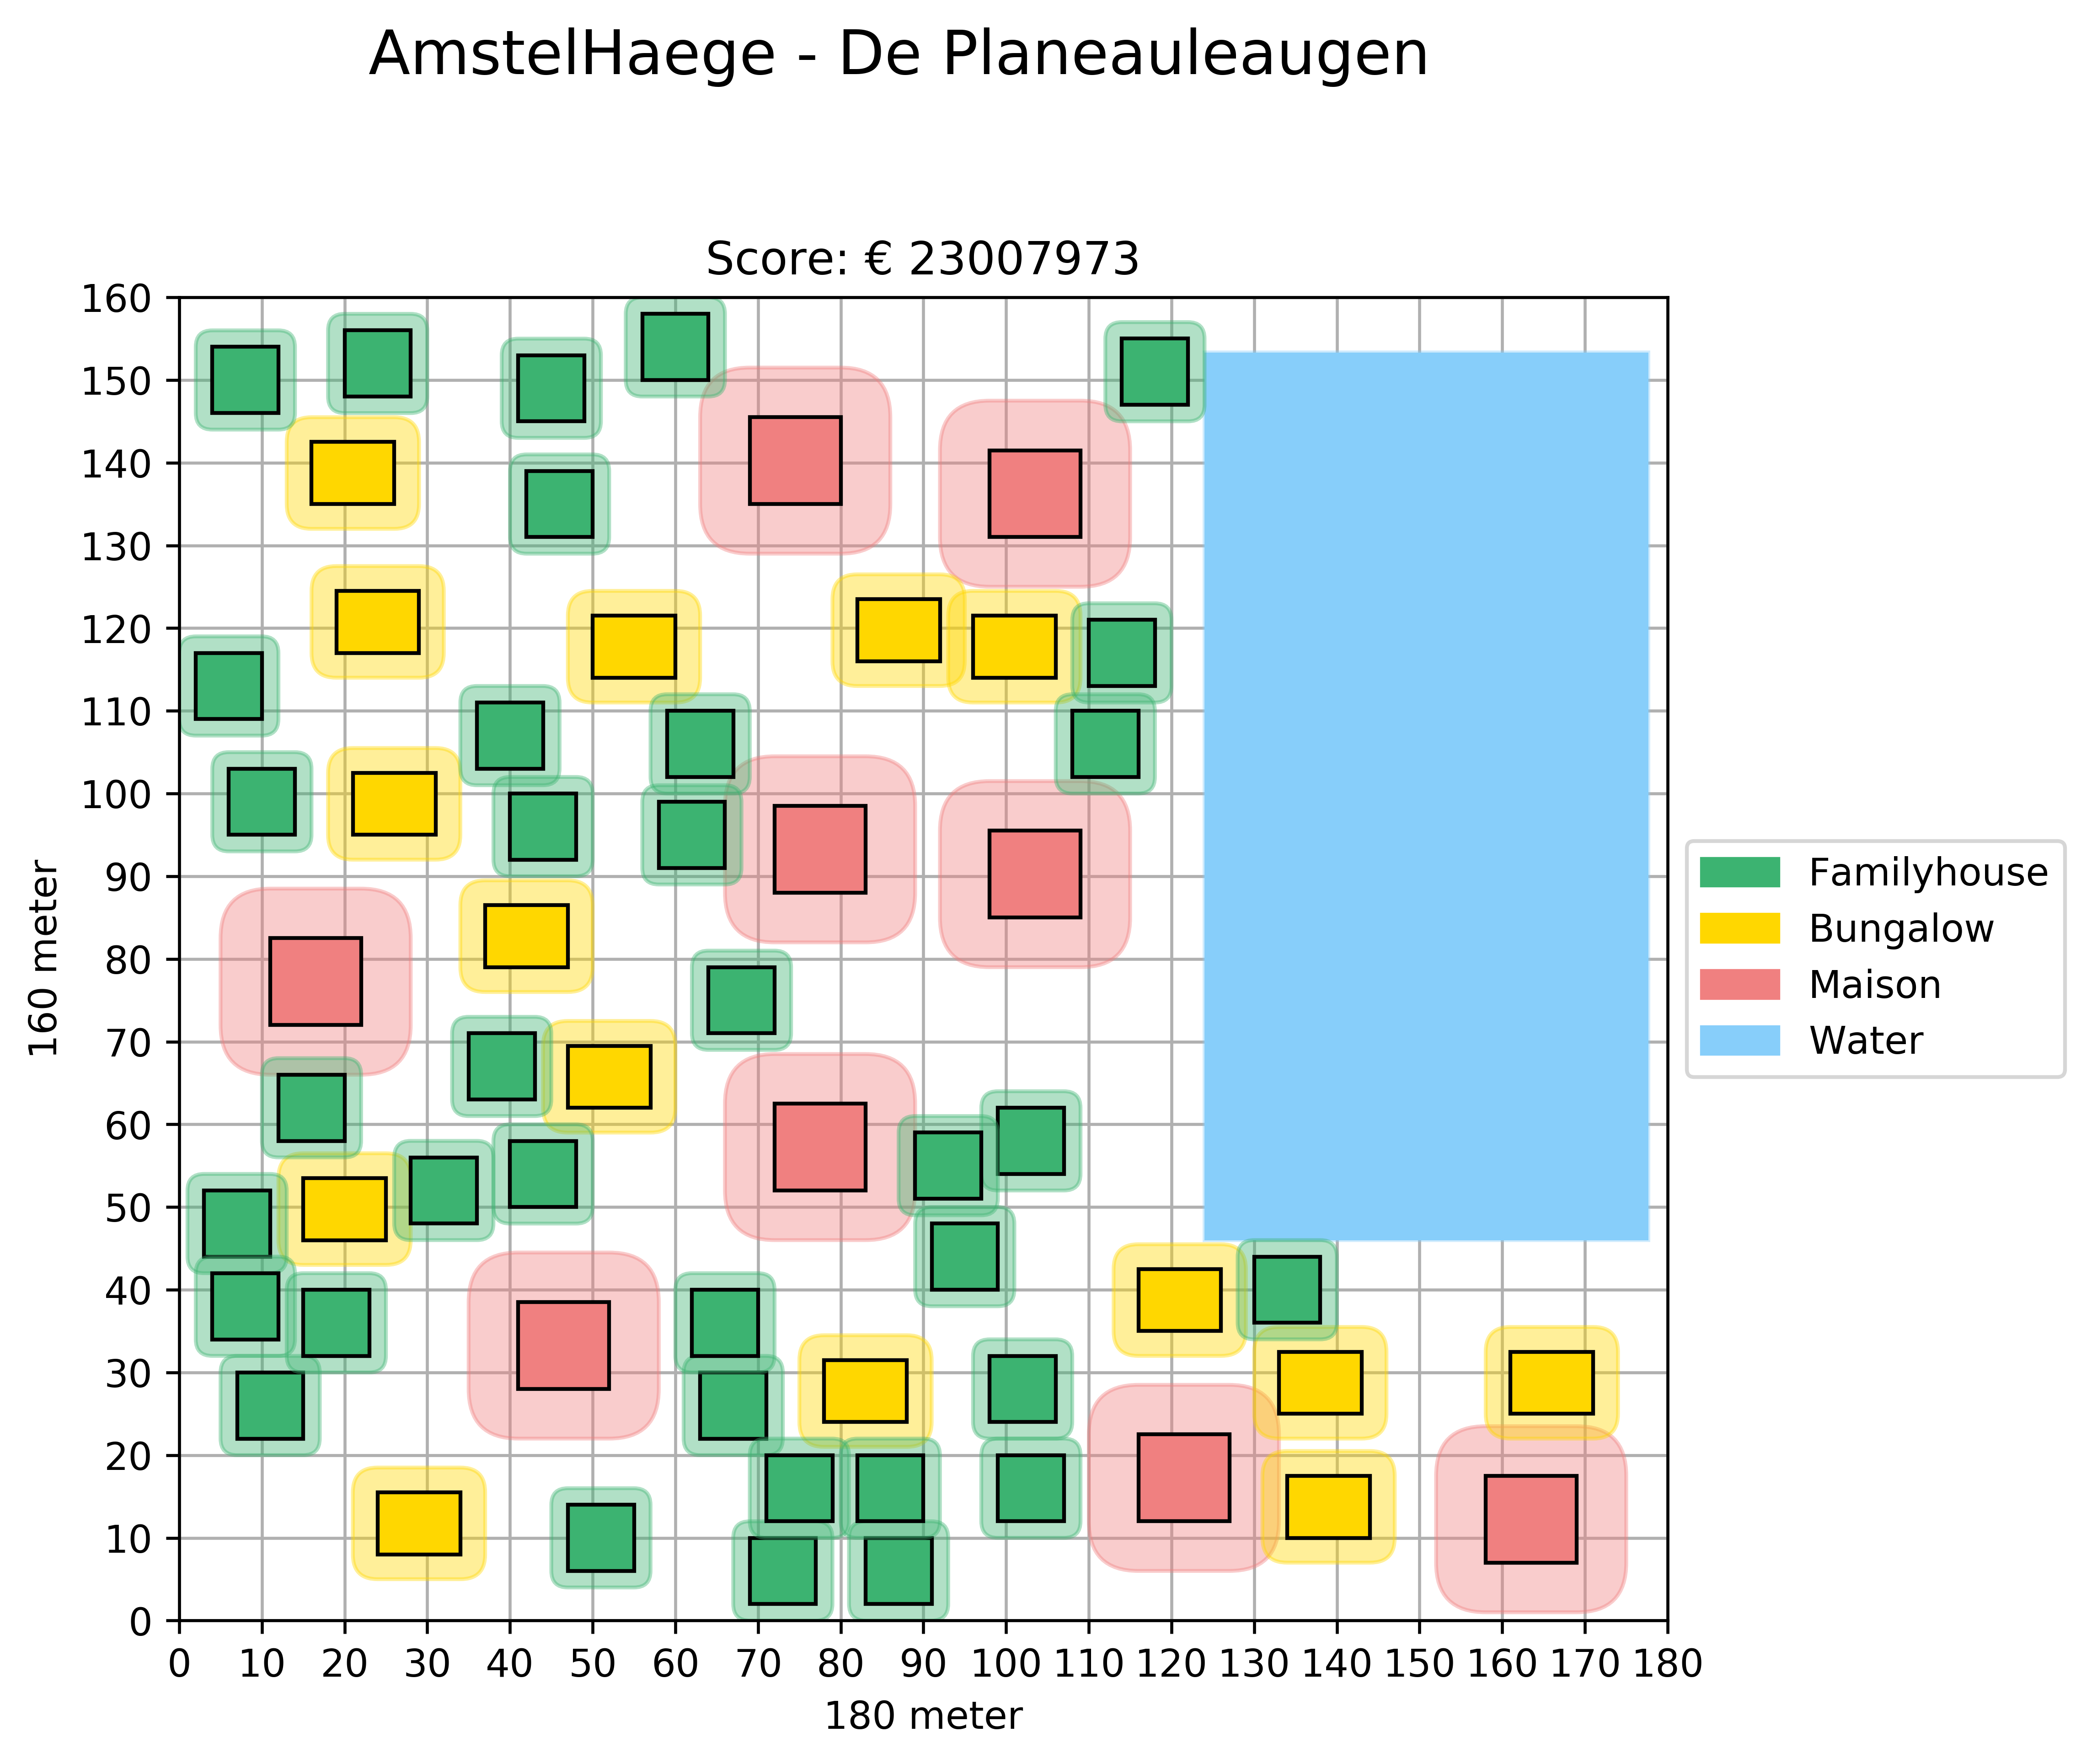 AmstelHaege - De Planeauleaugen
Score: € 23007973
160
150
140
130
120
110
100
90
80
70
60
50
40
30
20
10
0
160 meter
0 10 20 30 40 50 60 70 80 90 100 110 120 130 140 150 160 170 180
180 meter
Familyhouse
Bungalow
Maison
Water